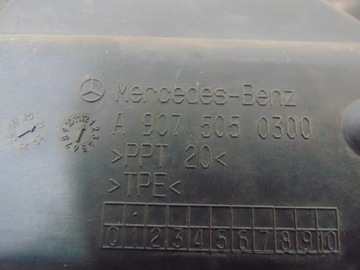 Mercedes-Benz
A 907 505 0300
>PPT 20<
>TPE<
0 1 2 3 4 5 6 7 8 9 10
20